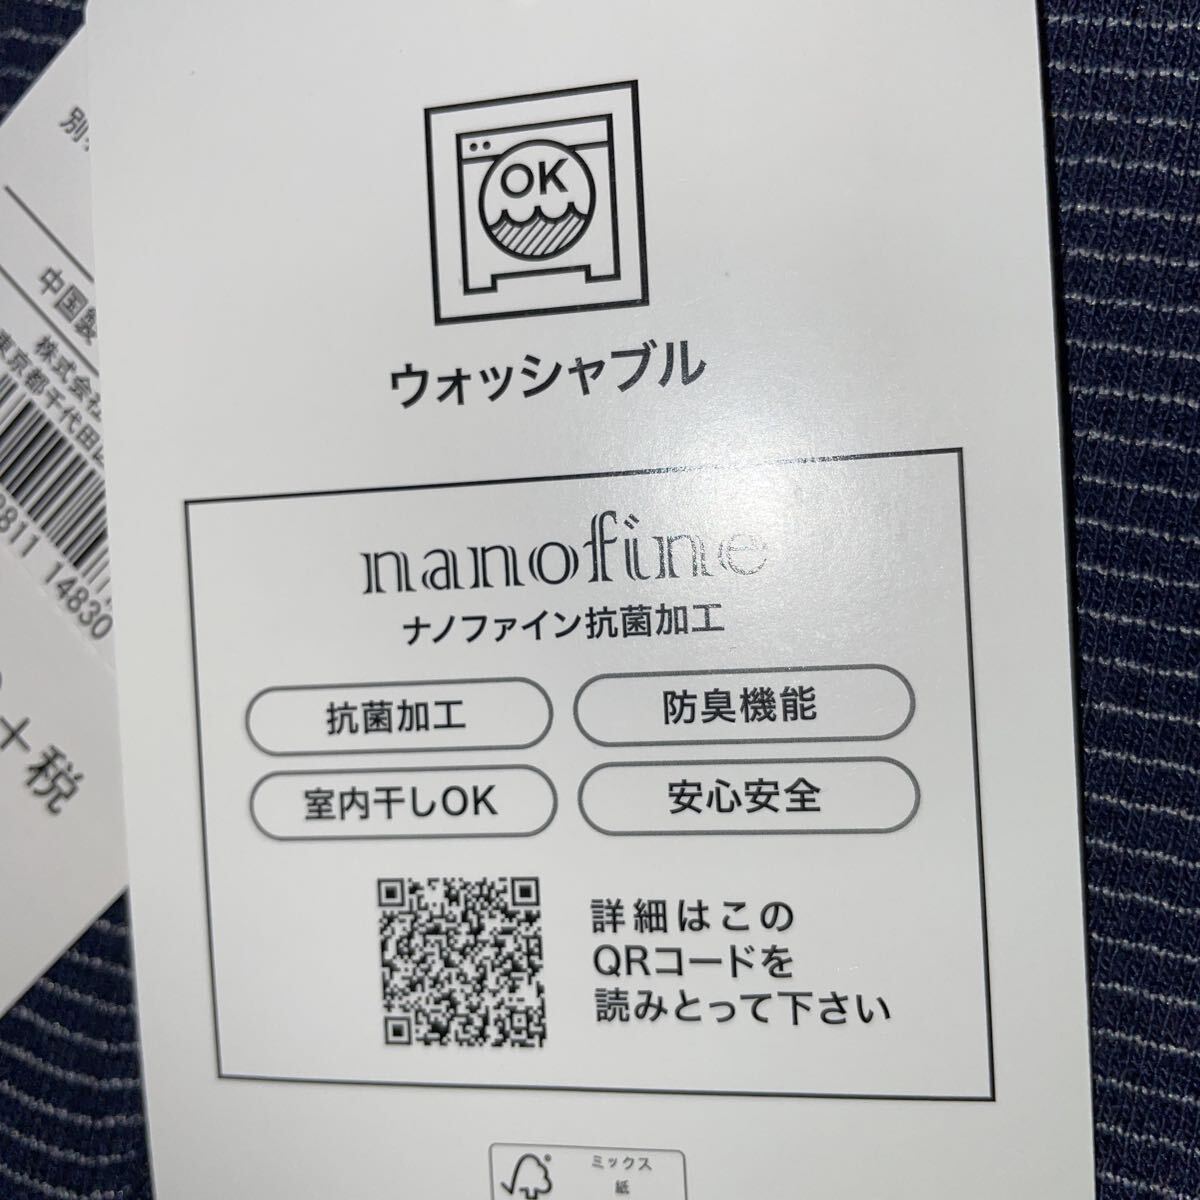 OK
ウォッシャブル
nanofine
ナノファイン抗菌加工
抗菌加工
防臭機能
室内干しOK
安心安全
詳細はこの
QRコードを
読みとって下さい
ミックス
紙
中国製
株式会社
東京都千代田
811
14830
+税